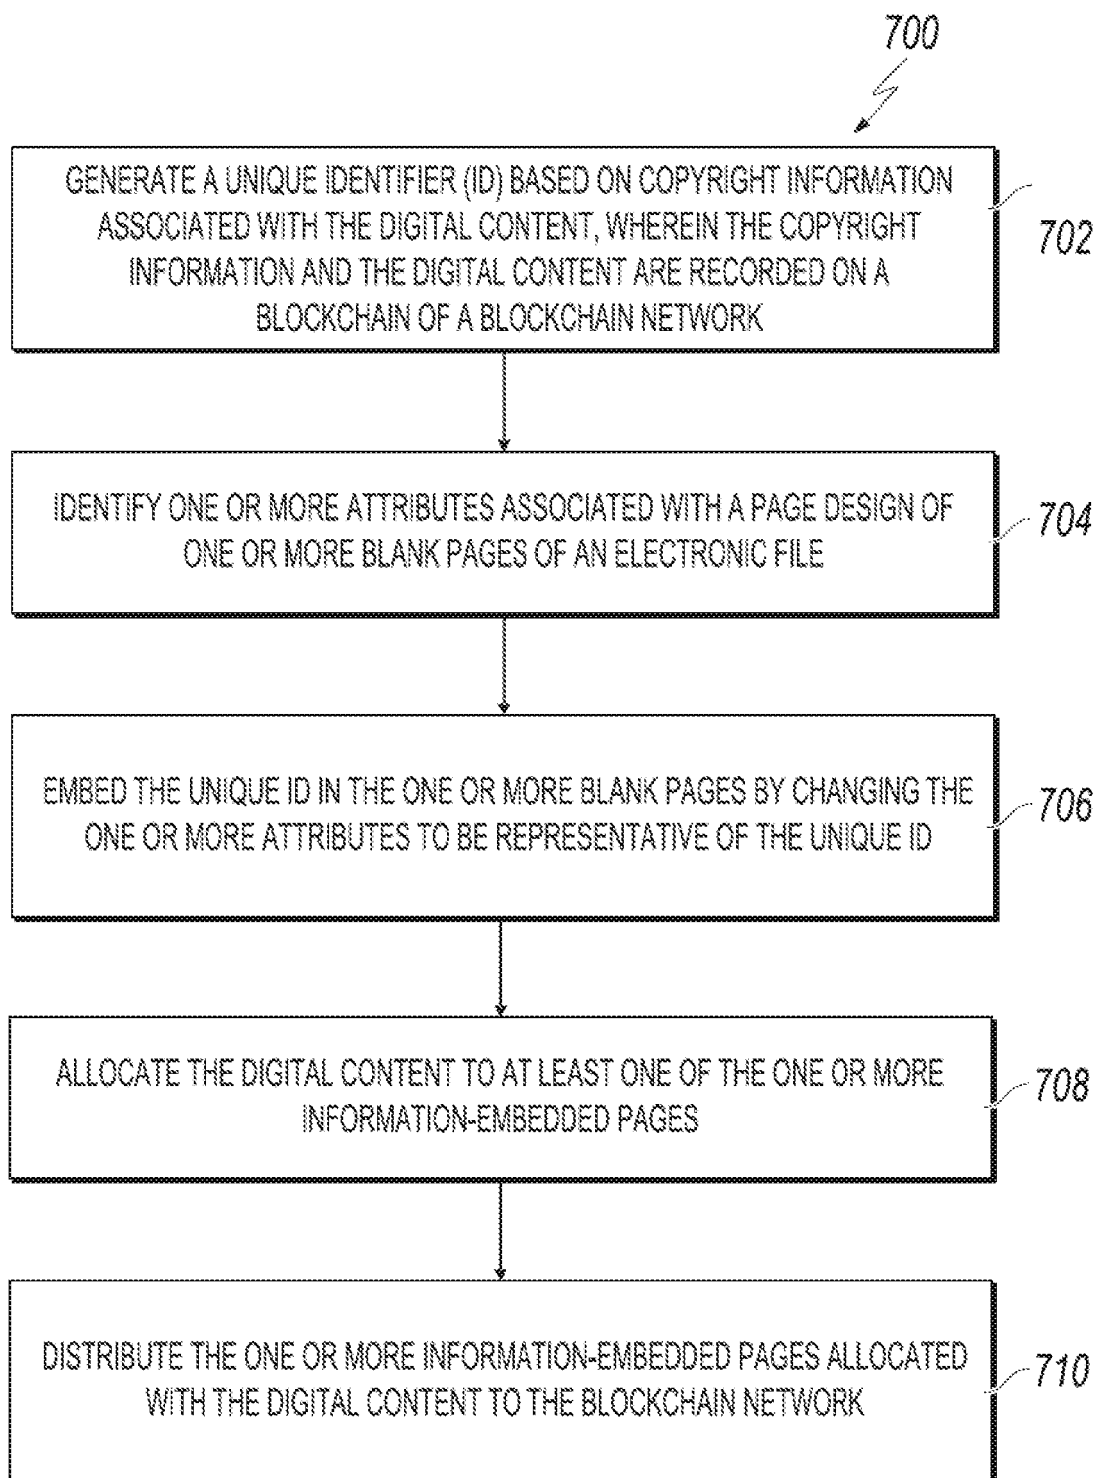 700
GENERATE A UNIQUE IDENTIFIER (ID) BASED ON COPYRIGHT INFORMATION
ASSOCIATED WITH THE DIGITAL CONTENT, WHEREIN THE COPYRIGHT
INFORMATION AND THE DIGITAL CONTENT ARE RECORDED ON A
BLOCKCHAIN OF A BLOCKCHAIN NETWORK
702
IDENTIFY ONE OR MORE ATTRIBUTES ASSOCIATED WITH A PAGE DESIGN OF
ONE OR MORE BLANK PAGES OF AN ELECTRONIC FILE
704
EMBED THE UNIQUE ID IN THE ONE OR MORE BLANK PAGES BY CHANGING THE
ONE OR MORE ATTRIBUTES TO BE REPRESENTATIVE OF THE UNIQUE ID
706
ALLOCATE THE DIGITAL CONTENT TO AT LEAST ONE OF THE ONE OR MORE
INFORMATION-EMBEDDED PAGES
708
DISTRIBUTE THE ONE OR MORE INFORMATION-EMBEDDED PAGES ALLOCATED
WITH THE DIGITAL CONTENT TO THE BLOCKCHAIN NETWORK
710